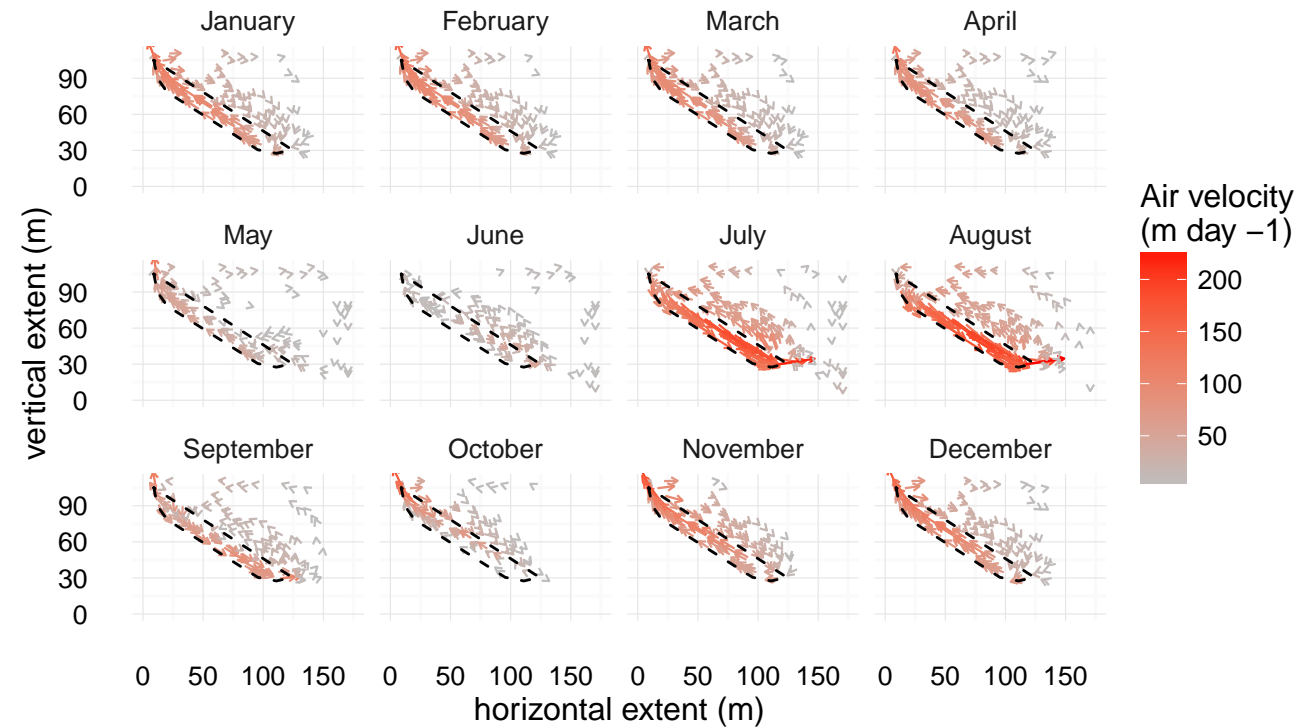 January February March April
90
60
30
0
May June July August
90
60
30
0
September October November December
90
60
30
0
0 50 100 150 0 50 100 150 0 50 100 150 0 50 100 150
horizontal extent (m)
vertical extent (m)
Air velocity
(m day −1)
200
150
100
50